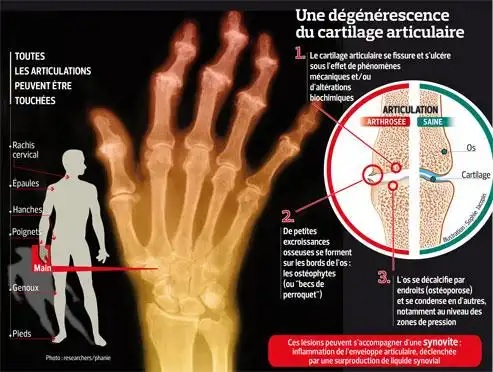 Une dégénérescence
du cartilage articulaire
TOUTES
LES ARTICULATIONS
PEUVENT ÊTRE
TOUCHÉES
Rachis
cervical
Épaules
Hanches
Poignets
Main
Genoux
Pieds
Photo : researchers/phanie
1.
Le cartilage articulaire se fissure et s'ulcère
sous l'effet de phénomènes
mécaniques et/ou
d'altérations
biochimiques
ARTICULATION
ARTHROSÉE
SAINE
Os
Cartilage
Illustration : Sophie Jacopin
2.
De petites
excroissances
osseuses se forment
sur les bords de l'os :
les ostéophytes
(ou "becs de
perroquet")
3.
L'os se décalcifie par
endroits (ostéoporose)
et se condense en d'autres,
notamment au niveau des
zones de pression
Ces lésions peuvent s'accompagner d'une synovite :
inflammation de l'enveloppe articulaire, déclenchée
par une surproduction de liquide synovial